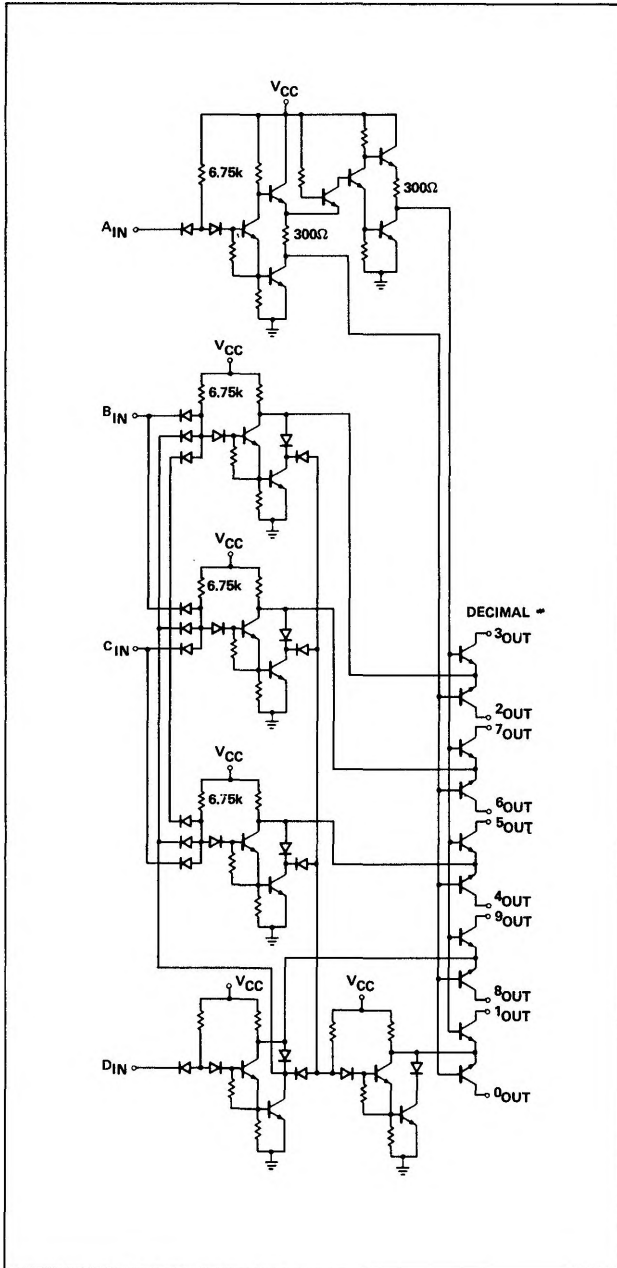 VCC
6.75k
300Ω
AIN
300Ω
VCC
6.75k
BIN
VCC
6.75k
DECIMAL =
3OUT
CIN
2OUT
7OUT
VCC
6.75k
6OUT
5OUT
4OUT
9OUT
VCC
VCC
8OUT
1OUT
DIN
0OUT